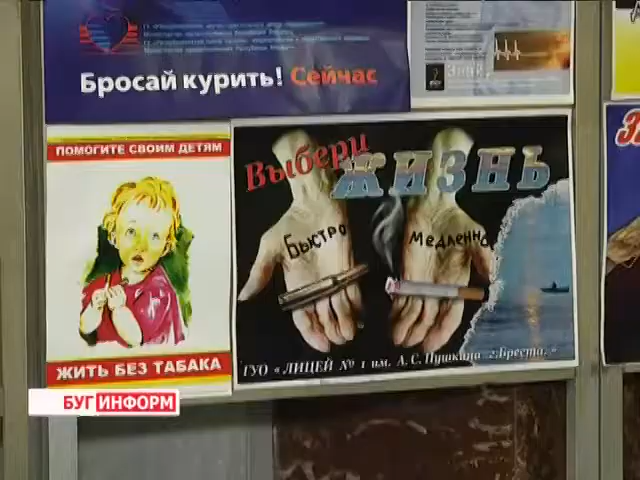 Бросай курить! Сейчас
ПОМОГИТЕ СВОИМ ДЕТЯМ
ЖИТЬ БЕЗ ТАБАКА
Выбери
ЖИЗНЬ
Быстро
Медленно
ГУО « ЛИЦЕЙ № 1 им. А.С.Пушкина г.Бреста. »
БУГИНФОРМ